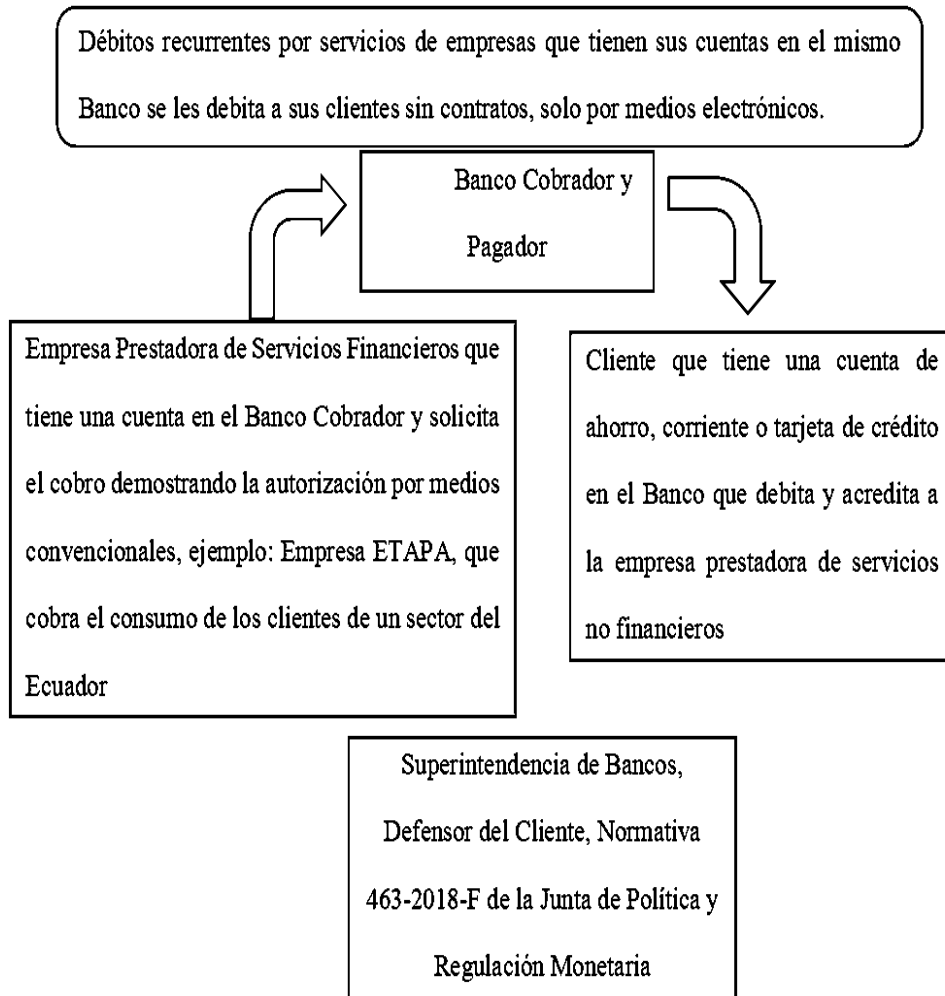 Débitos recurrentes por servicios de empresas que tienen sus cuentas en el mismo
Banco se les debita a sus clientes sin contratos, solo por medios electrónicos.
Banco Cobrador y
Pagador
Empresa Prestadora de Servicios Financieros que
tiene una cuenta en el Banco Cobrador y solicita
el cobro demostrando la autorización por medios
convencionales, ejemplo: Empresa ETAPA, que
cobra el consumo de los clientes de un sector del
Ecuador
Cliente que tiene una cuenta de
ahorro, corriente o tarjeta de crédito
en el Banco que debita y acredita a
la empresa prestadora de servicios
no financieros
Superintendencia de Bancos,
Defensor del Cliente, Normativa
463-2018-F de la Junta de Política y
Regulación Monetaria